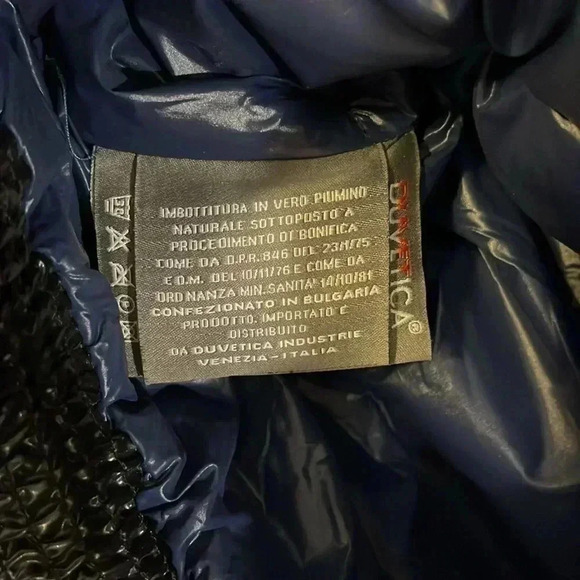 IMBOTTITURA IN VERO PIUMINO
NATURALE SOTTOPOSTO A
PROCEDIMENTO DI BONIFICA
COME DA D.P.R. 846 DEL 23/11/75
E D.M. DEL 10/11/76 E COME DA
ORDINANZA MIN. SANITA' 14/10/81
CONFEZIONATO IN BULGARIA
PRODOTTO, IMPORTATO E
DISTRIBUITO
DA DUVETICA INDUSTRIE
VENEZIA-ITALIA
DUVETICA®